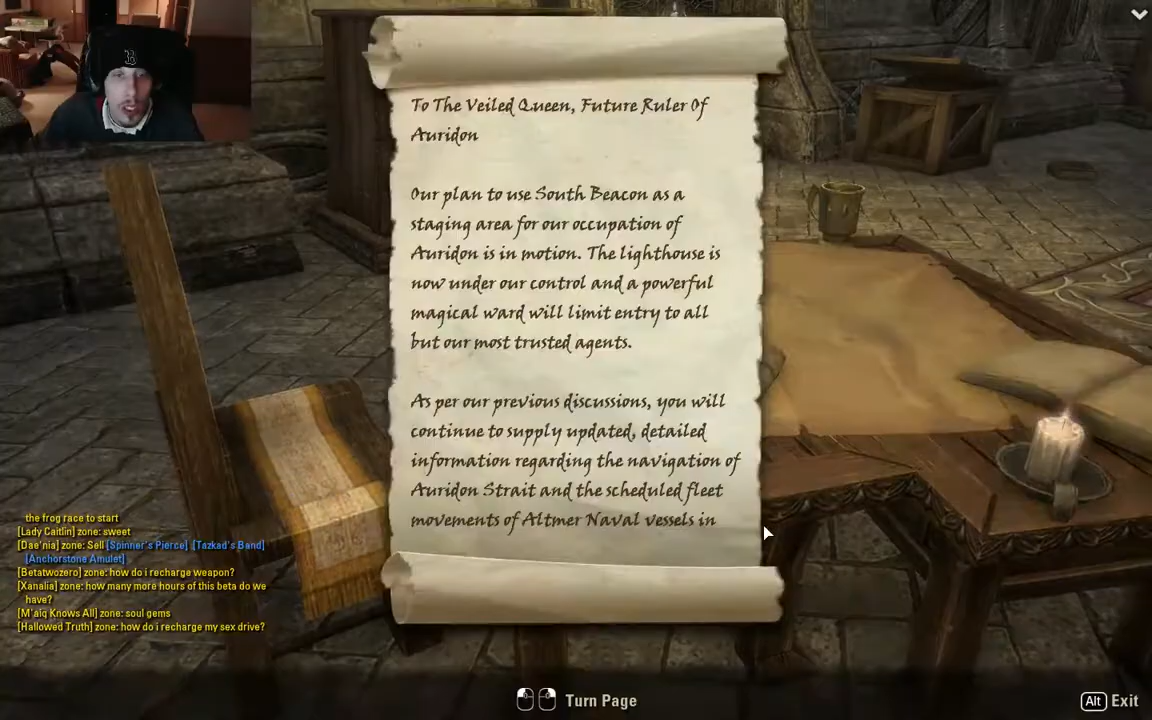 To The Veiled Queen, Future Ruler Of
Auridon
Our plan to use South Beacon as a
staging area for our occupation of
Auridon is in motion. The lighthouse is
now under our control and a powerful
magical ward will limit entry to all
but our most trusted agents.
As per our previous discussions, you will
continue to supply updated, detailed
information regarding the navigation of
Auridon Strait and the scheduled fleet
movements of Altmer Naval vessels in
the frog race to start
[Lady Caitlin] zone: sweet
[Dae'nia] zone: Sell [Spinner's Pierce] [Tazkad's Band]
[Anchorstone Amulet]
[Betatwozero] zone: how do i recharge weapon?
[Xanalia] zone: how many more hours of this beta do we
have?
[M'aiq Knows All] zone: soul gems
[Hallowed Truth] zone: how do i recharge my sex drive?
Turn Page
Alt Exit